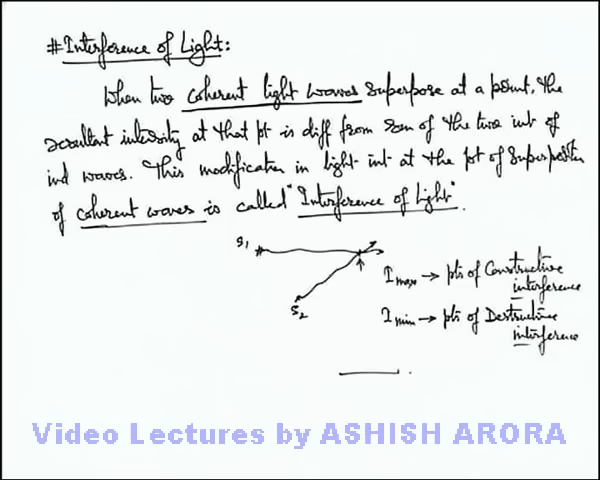 # Interference of Light:
When two coherent light waves superpose at a point, the
resultant intensity at that pt is diff from sum of the two int of
ind waves. This modification in light int at the pt of superposition
of coherent waves is called "Interference of Light".
S1
S2
Imax → pts of Constructive
interference
Imin → pts of Destructive
interference
Video Lectures by ASHISH ARORA